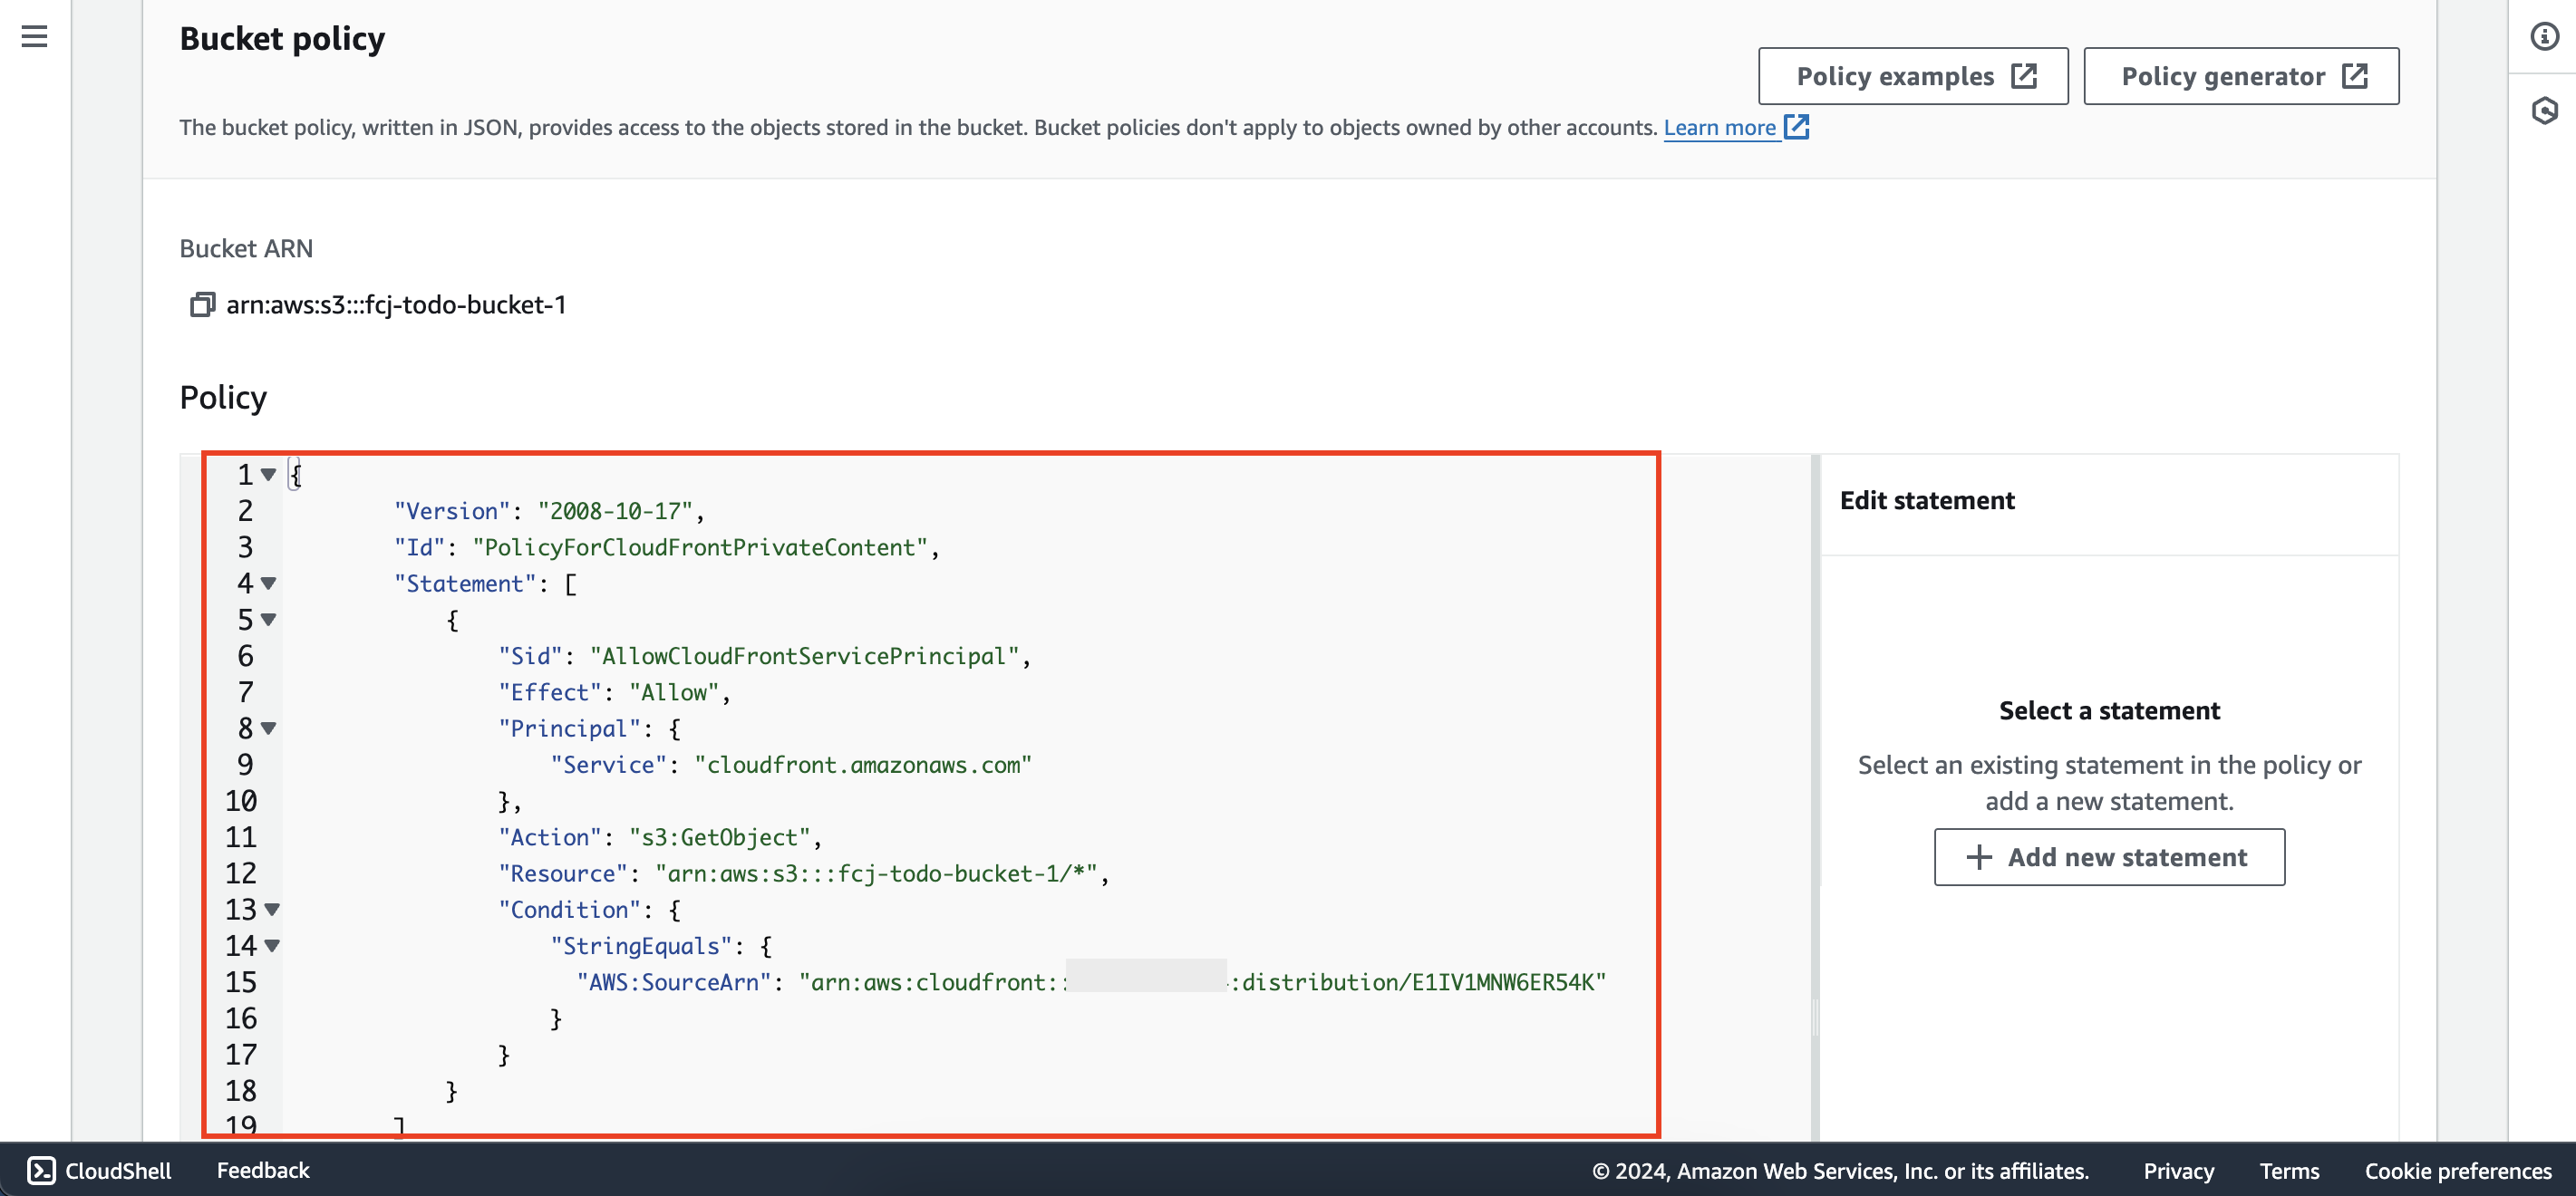 Bucket policy
Policy examples
Policy generator
The bucket policy, written in JSON, provides access to the objects stored in the bucket. Bucket policies don't apply to objects owned by other accounts. Learn more
Bucket ARN
arn:aws:s3:::fcj-todo-bucket-1
Policy
1 {
2 "Version": "2008-10-17",
3 "Id": "PolicyForCloudFrontPrivateContent",
4 "Statement": [
5 {
6 "Sid": "AllowCloudFrontServicePrincipal",
7 "Effect": "Allow",
8 "Principal": {
9 "Service": "cloudfront.amazonaws.com"
10 },
11 "Action": "s3:GetObject",
12 "Resource": "arn:aws:s3:::fcj-todo-bucket-1/*",
13 "Condition": {
14 "StringEquals": {
15 "AWS:SourceArn": "arn:aws:cloudfront:: :distribution/E1IV1MNW6ER54K"
16 }
17 }
18 }
19 ]
Edit statement
Select a statement
Select an existing statement in the policy or
add a new statement.
+ Add new statement
CloudShell
Feedback
© 2024, Amazon Web Services, Inc. or its affiliates.
Privacy
Terms
Cookie preferences